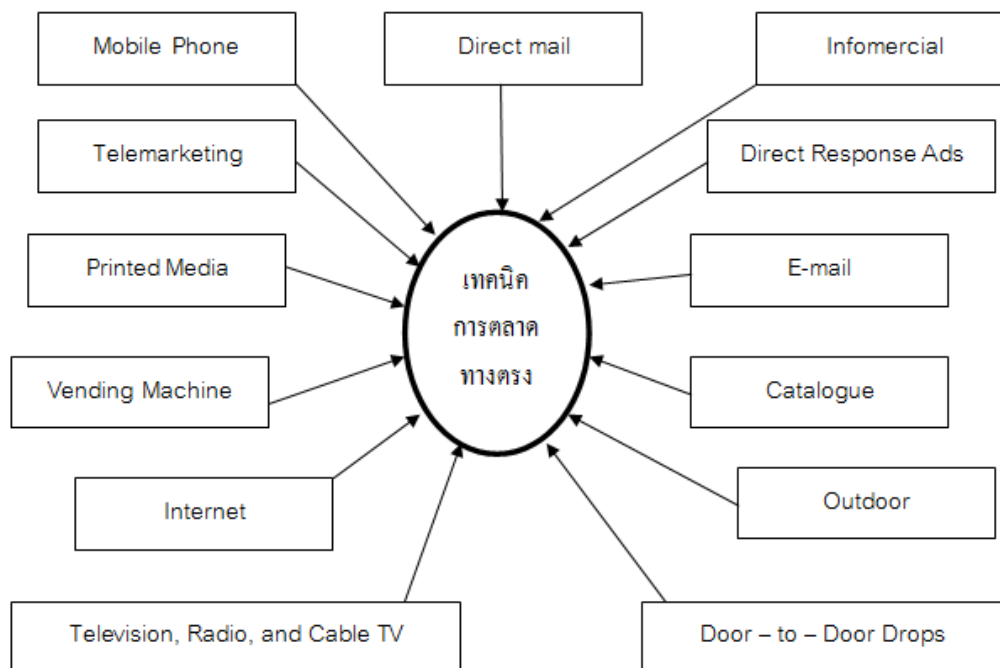 Mobile Phone
Direct mail
Infomercial
Telemarketing
Direct Response Ads
Printed Media
เทคนิค
การตลาด
ทางตรง
E-mail
Vending Machine
Catalogue
Internet
Outdoor
Television, Radio, and Cable TV
Door – to – Door Drops